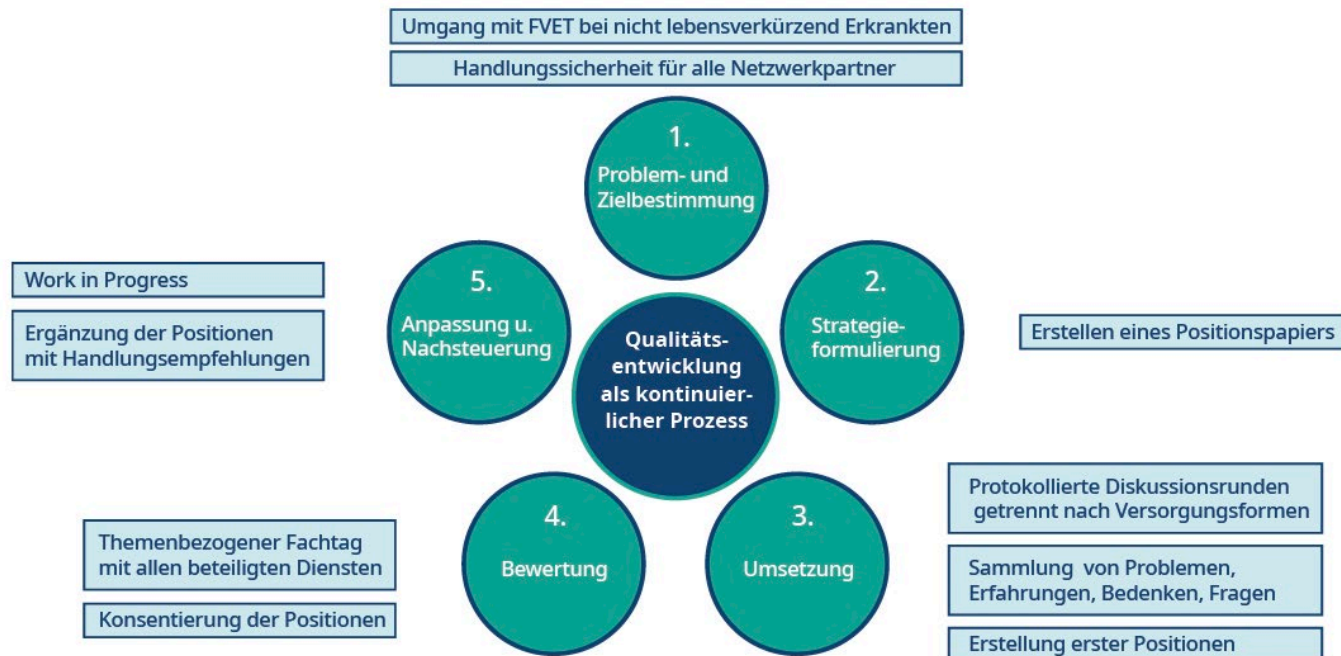 Umgang mit FVET bei nicht lebensverkürzend Erkrankten
Handlungssicherheit für alle Netzwerkpartner
1.
Problem- und
Zielbestimmung
2.
Strategie-
formulierung
Erstellen eines Positionspapiers
3.
Umsetzung
Protokollierte Diskussionsrunden
getrennt nach Versorgungsformen
Sammlung von Problemen,
Erfahrungen, Bedenken, Fragen
Erstellung erster Positionen
4.
Bewertung
Themenbezogener Fachtag
mit allen beteiligten Diensten
Konsentierung der Positionen
5.
Anpassung u.
Nachsteuerung
Work in Progress
Ergänzung der Positionen
mit Handlungsempfehlungen
Qualitäts-
entwicklung
als kontinuier-
licher Prozess